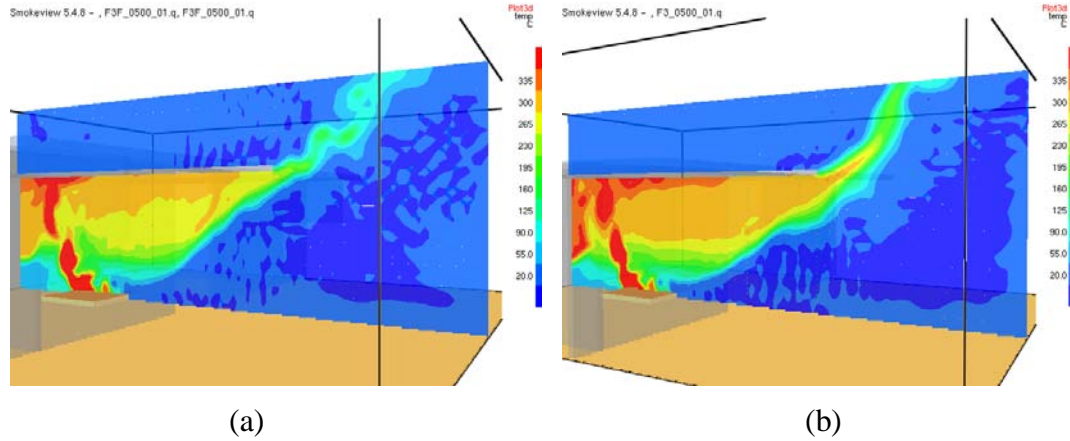 Smokeview 5.4.8 - , F3F_0500_01.q, F3F_0500_01.q
Plot3d
temp
C
335
300
265
230
195
160
125
90.0
55.0
20.0
(a)
Smokeview 5.4.8 - , F3_0500_01.q
Plot3d
temp
C
335
300
265
230
195
160
125
90.0
55.0
20.0
(b)